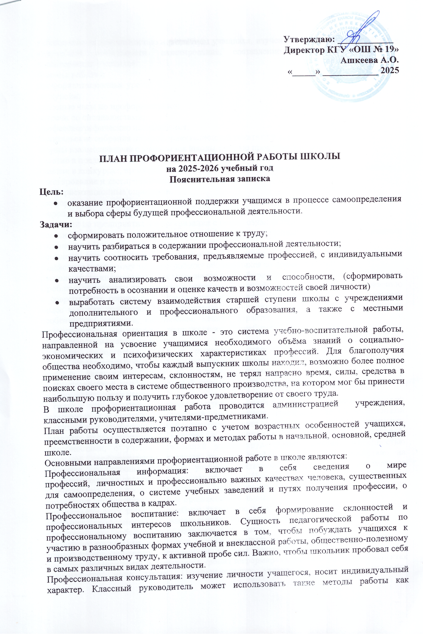 Утверждаю: ____________
Директор КГУ «ОШ № 19»
Ашкеева А.О.
«_____» ____________ 2025
ПЛАН ПРОФОРИЕНТАЦИОННОЙ РАБОТЫ ШКОЛЫ
на 2025-2026 учебный год
Пояснительная записка
Цель:
• оказание профориентационной поддержки учащимся в процессе самоопределения
и выбора сферы будущей профессиональной деятельности.
Задачи:
• сформировать положительное отношение к труду;
• научить разбираться в содержании профессиональной деятельности;
• научить соотносить требования, предъявляемые профессией, с индивидуальными
качествами;
• научить анализировать свои возможности и способности, (сформировать
потребность в осознании и оценке качеств и возможностей своей личности)
• выработать систему взаимодействия старшей ступени школы с учреждениями
дополнительного и профессионального образования, а также с местными
предприятиями.
Профессиональная ориентация в школе - это система учебно-воспитательной работы,
направленной на усвоение учащимися необходимого объёма знаний о социально-
экономических и психофизических характеристиках профессий. Для благополучия
общества необходимо, чтобы каждый выпускник школы находил, возможно более полное
применение своим интересам, склонностям, не терял напрасно время, силы, средства в
поисках своего места в системе общественного производства, на котором мог бы принести
наибольшую пользу и получить глубокое удовлетворение от своего труда.
В школе профориентационная работа проводится администрацией учреждения,
классными руководителями, учителями-предметниками.
План работы осуществляется поэтапно с учетом возрастных особенностей учащихся,
преемственности в содержании, формах и методах работы в начальной, основной, средней
школе.
Основными направлениями профориентационной работе в школе являются:
Профессиональная информация: включает в себя сведения о мире
профессий, личностных и профессионально важных качествах человека, существенных
для самоопределения, о системе учебных заведений и путях получения профессии, о
потребностях общества в кадрах.
Профессиональное воспитание: включает в себя формирование склонностей и
профессиональных интересов школьников. Сущность педагогической работы по
профессиональному воспитанию заключается в том, чтобы побуждать учащихся к
участию в разнообразных формах учебной и внеклассной работы, общественно-полезному
и производственному труду, к активной пробе сил. Важно, чтобы школьник пробовал себя
в самых различных видах деятельности.
Профессиональная консультация: изучение личности учащегося, носит индивидуальный
характер. Классный руководитель может использовать такие методы работы как